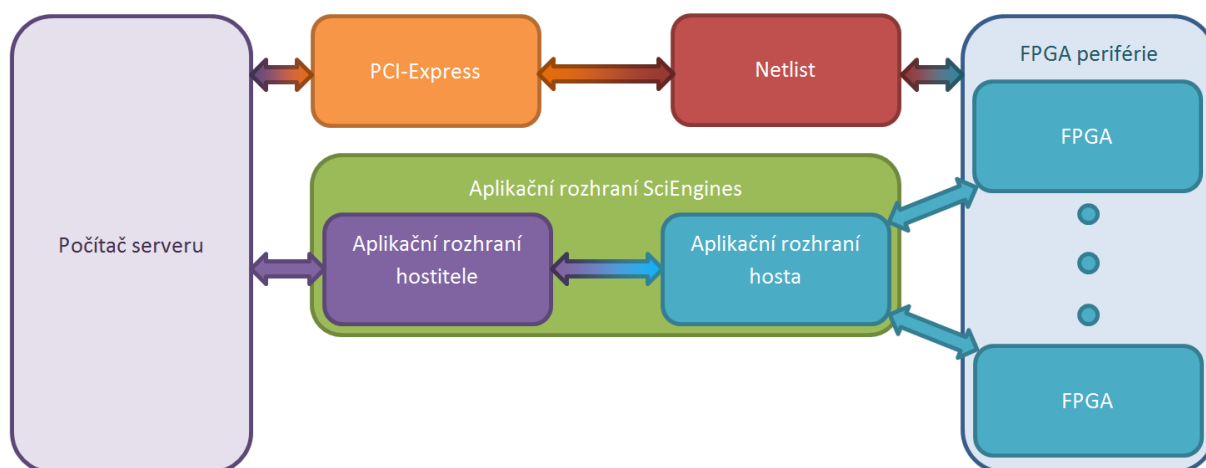 PCI-Express
Netlist
FPGA periférie
FPGA
Aplikační rozhraní SciEngines
Počítač serveru
Aplikační rozhraní
hostitele
Aplikační rozhraní
hosta
FPGA